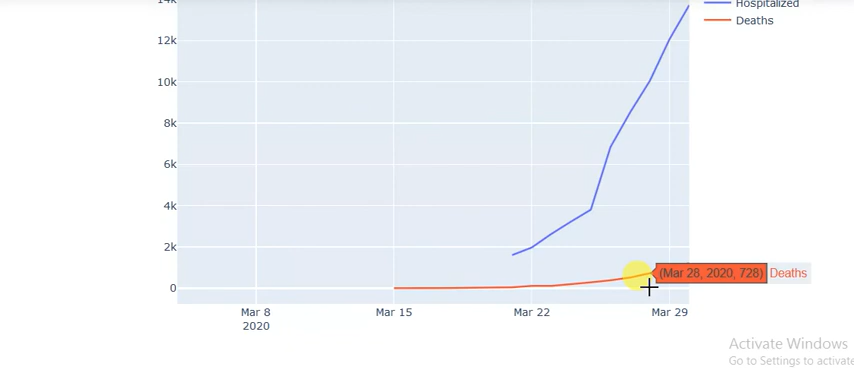 14k
Hospitalized
Deaths
12k
10k
8k
6k
4k
2k
(Mar 28, 2020, 728) Deaths
0
Mar 8
2020
Mar 15
Mar 22
Mar 29
Activate Windows
Go to Settings to activate